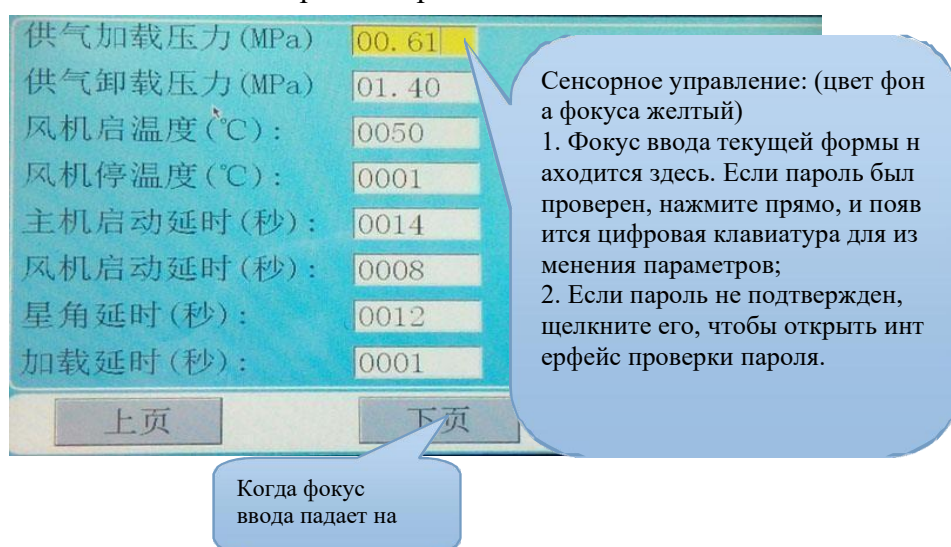 供气加载压力(MPa) 00.61
供气卸载压力(MPa) 01.40
风机启温度(℃): 0050
风机停温度(℃): 0001
主机启动延时(秒): 0014
风机启动延时(秒): 0008
星角延时(秒): 0012
加载延时(秒): 0001
上页 下页
Сенсорное управление: (цвет фон
а фокуса желтый)
1. Фокус ввода текущей формы н
аходится здесь. Если пароль был
проверен, нажмите прямо, и появ
ится цифровая клавиатура для из
менения параметров;
2. Если пароль не подтвержден,
щелкните его, чтобы открыть инт
ерфейс проверки пароля.
Когда фокус
ввода падает на